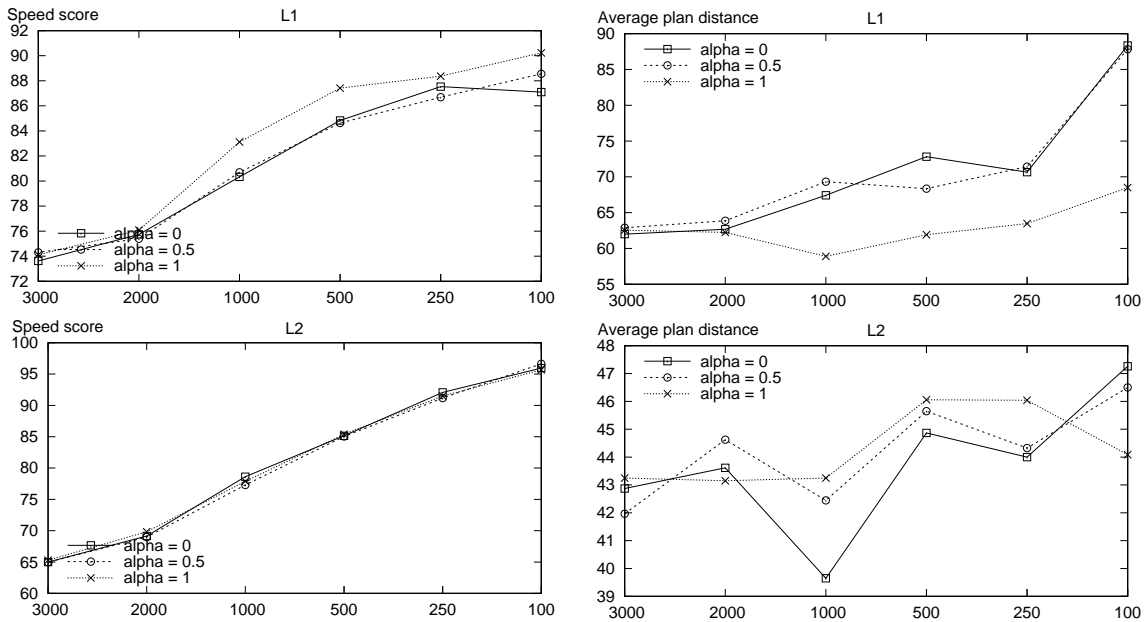 Speed score
L1
92
90
88
86
84
82
80
78
76
74
72
alpha = 0
alpha = 0.5
alpha = 1
3000 2000 1000 500 250 100
Average plan distance
L1
90
85
80
75
70
65
60
55
alpha = 0
alpha = 0.5
alpha = 1
3000 2000 1000 500 250 100
Speed score
L2
100
95
90
85
80
75
70
65
60
alpha = 0
alpha = 0.5
alpha = 1
3000 2000 1000 500 250 100
Average plan distance
L2
48
47
46
45
44
43
42
41
40
39
alpha = 0
alpha = 0.5
alpha = 1
3000 2000 1000 500 250 100